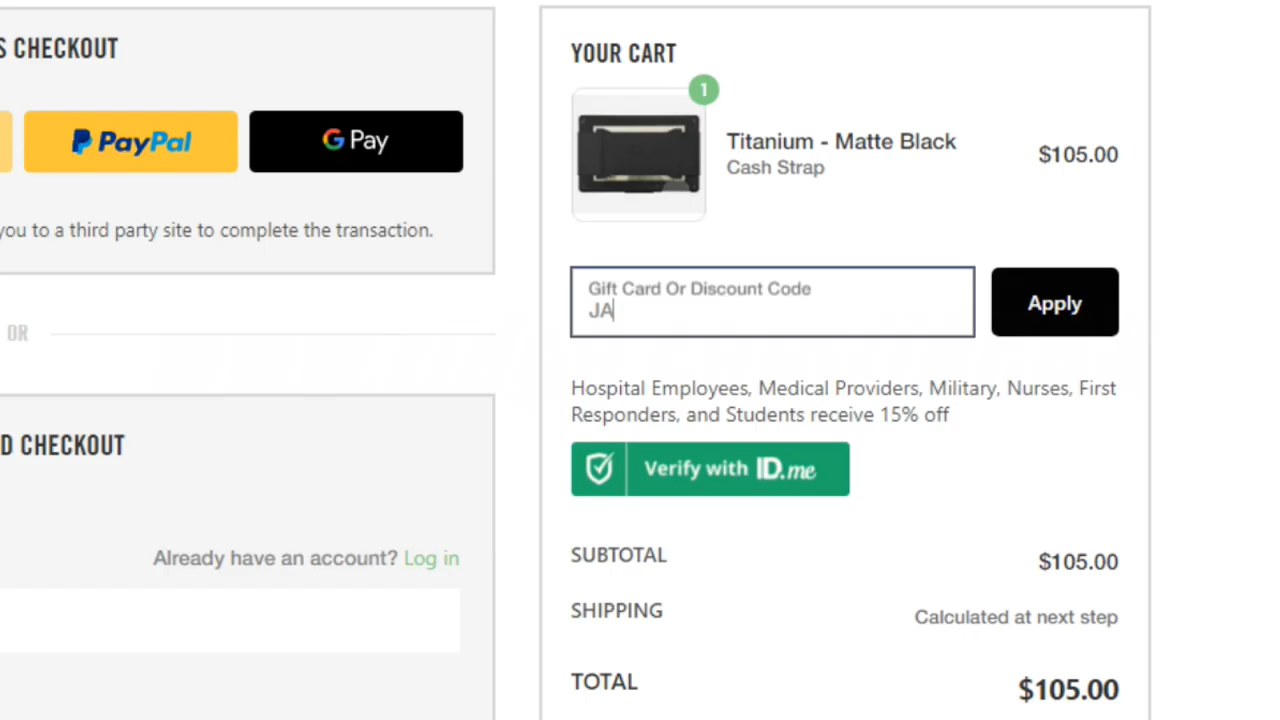 S CHECKOUT
PayPal
G Pay
you to a third party site to complete the transaction.
OR
D CHECKOUT
Already have an account? Log in
YOUR CART
1
Titanium - Matte Black
Cash Strap
$105.00
Gift Card Or Discount Code
JA
Apply
Hospital Employees, Medical Providers, Military, Nurses, First
Responders, and Students receive 15% off
Verify with ID.me
SUBTOTAL
$105.00
SHIPPING
Calculated at next step
TOTAL
$105.00